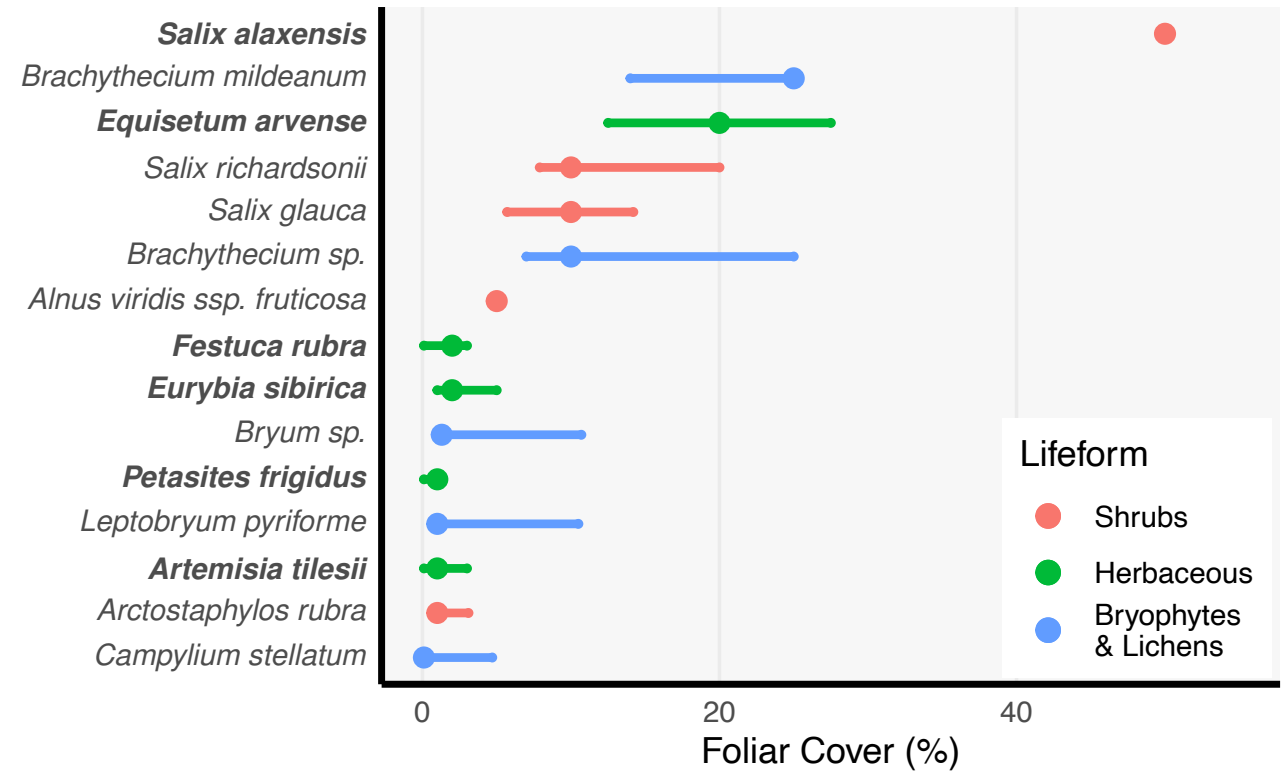 Salix alaxensis
Brachythecium mildeanum
Equisetum arvense
Salix richardsonii
Salix glauca
Brachythecium sp.
Alnus viridis ssp. fruticosa
Festuca rubra
Eurybia sibirica
Bryum sp.
Petasites frigidus
Leptobryum pyriforme
Artemisia tilesii
Arctostaphylos rubra
Campylium stellatum
Lifeform
Shrubs
Herbaceous
Bryophytes
& Lichens
0 20 40
Foliar Cover (%)